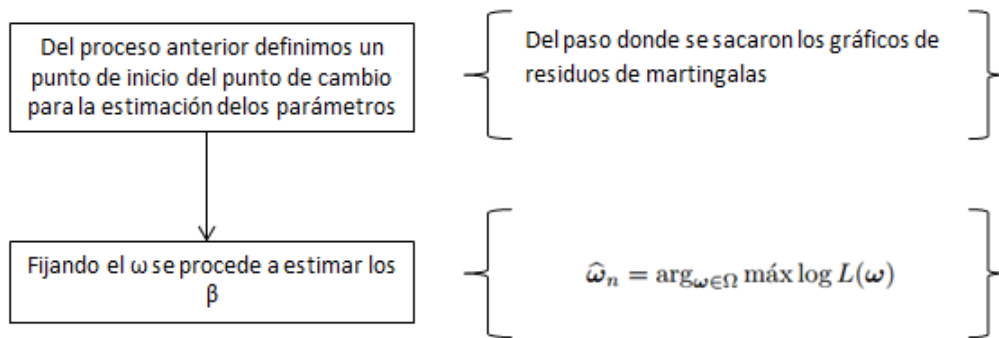 Del proceso anterior definimos un
punto de inicio del punto de cambio
para la estimación delos parámetros
Del paso donde se sacaron los gráficos de
residuos de martingalas
Fijando el ω se procede a estimar los
β
ω̂ₙ = arg_{ω∈Ω} máx log L(ω)